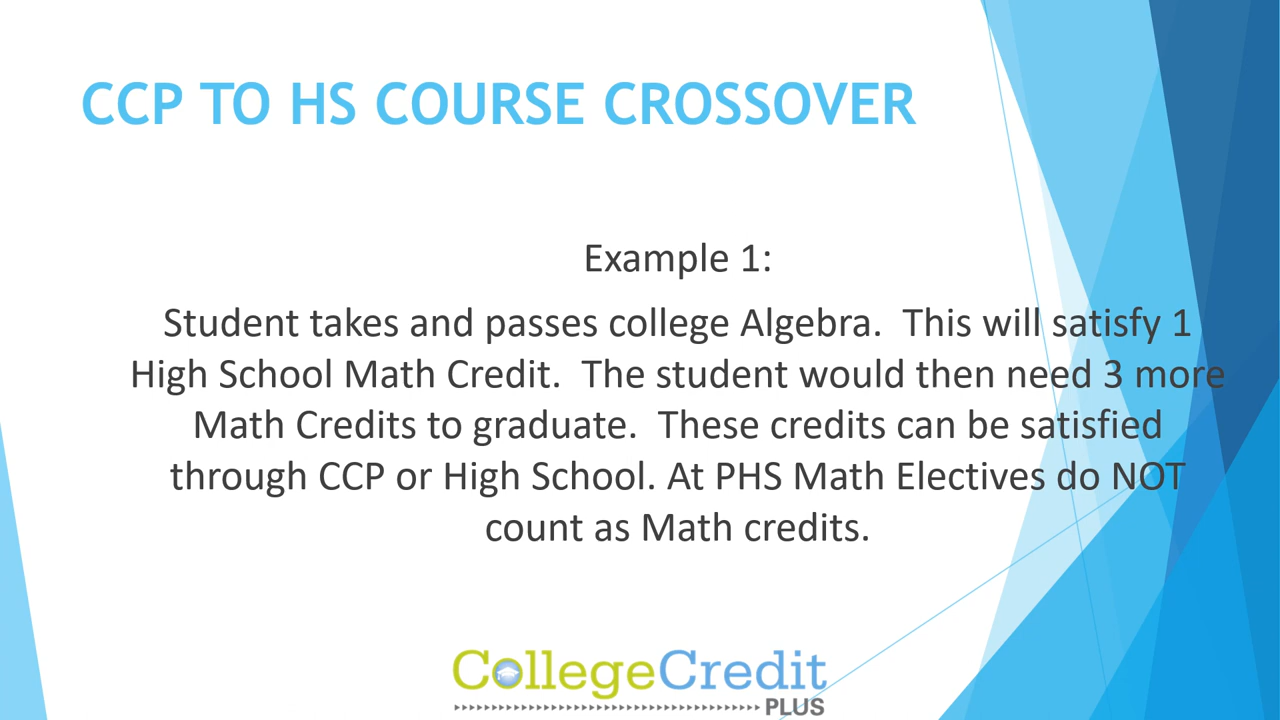 CCP TO HS COURSE CROSSOVER
Example 1:
Student takes and passes college Algebra.  This will satisfy 1
High School Math Credit.  The student would then need 3 more
Math Credits to graduate.  These credits can be satisfied
through CCP or High School. At PHS Math Electives do NOT
count as Math credits.
CollegeCredit
PLUS